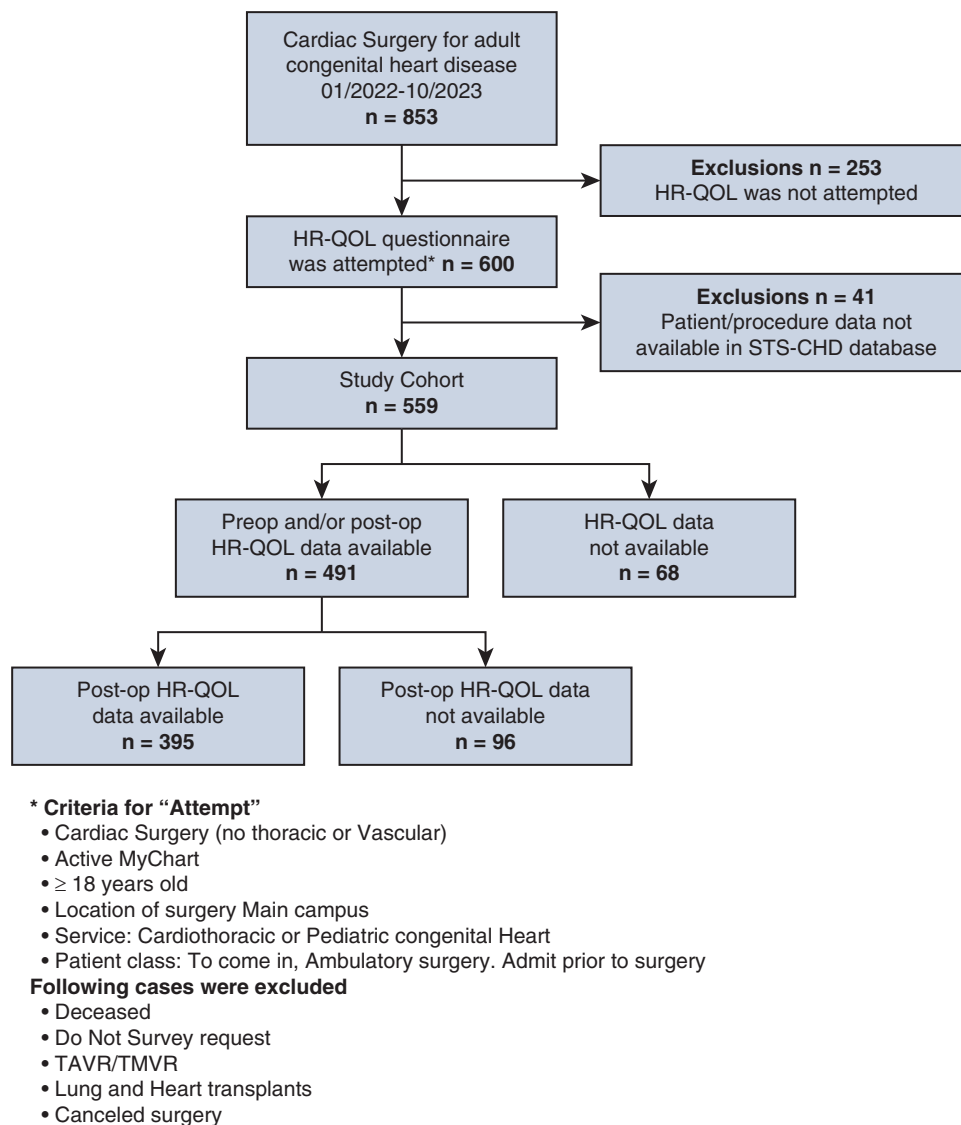 Cardiac Surgery for adult
congenital heart disease
01/2022-10/2023
n = 853
Exclusions n = 253
HR-QOL was not attempted
HR-QOL questionnaire
was attempted* n = 600
Exclusions n = 41
Patient/procedure data not
available in STS-CHD database
Study Cohort
n = 559
Preop and/or post-op
HR-QOL data available
n = 491
HR-QOL data
not available
n = 68
Post-op HR-QOL
data available
n = 395
Post-op HR-QOL data
not available
n = 96
* Criteria for “Attempt”
• Cardiac Surgery (no thoracic or Vascular)
• Active MyChart
• ≥ 18 years old
• Location of surgery Main campus
• Service: Cardiothoracic or Pediatric congenital Heart
• Patient class: To come in, Ambulatory surgery. Admit prior to surgery
Following cases were excluded
• Deceased
• Do Not Survey request
• TAVR/TMVR
• Lung and Heart transplants
• Canceled surgery